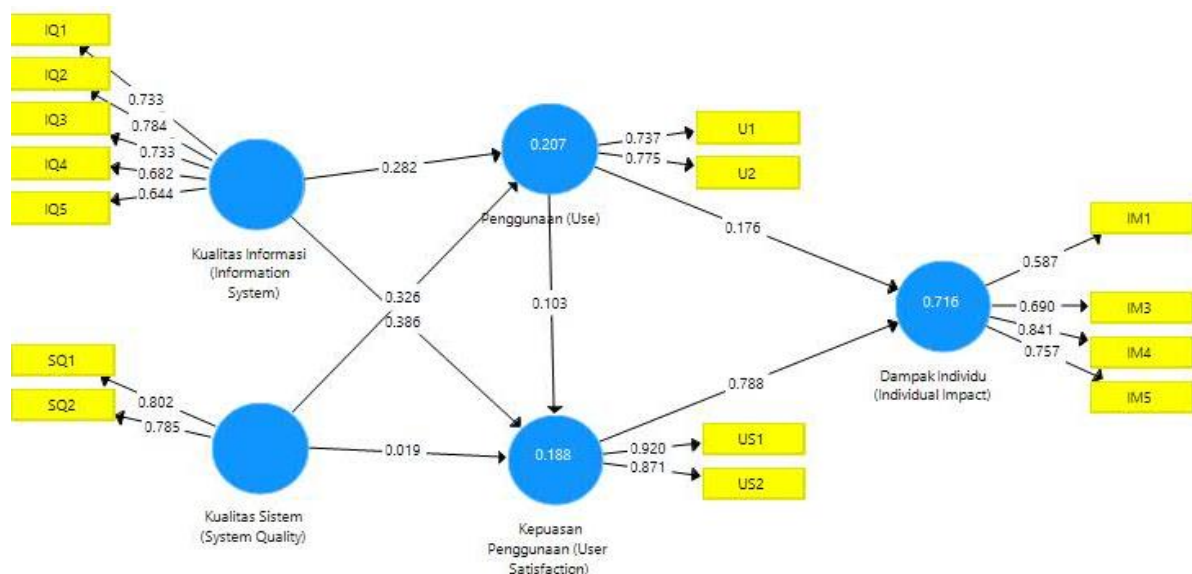 IQ1
IQ2
IQ3
IQ4
IQ5
0.733
0.784
0.733
0.682
0.644
Kualitas Informasi
(Information
System)
0.282
0.326
0.386
0.207
Penggunaan (Use)
0.737
0.775
U1
U2
0.176
0.103
SQ1
SQ2
0.802
0.785
Kualitas Sistem
(System Quality)
0.019
0.188
Kepuasan
Penggunaan (User
Satisfaction)
0.920
0.871
US1
US2
0.788
0.716
Dampak Individu
(Individual Impact)
0.587
0.690
0.841
0.757
IM1
IM3
IM4
IM5